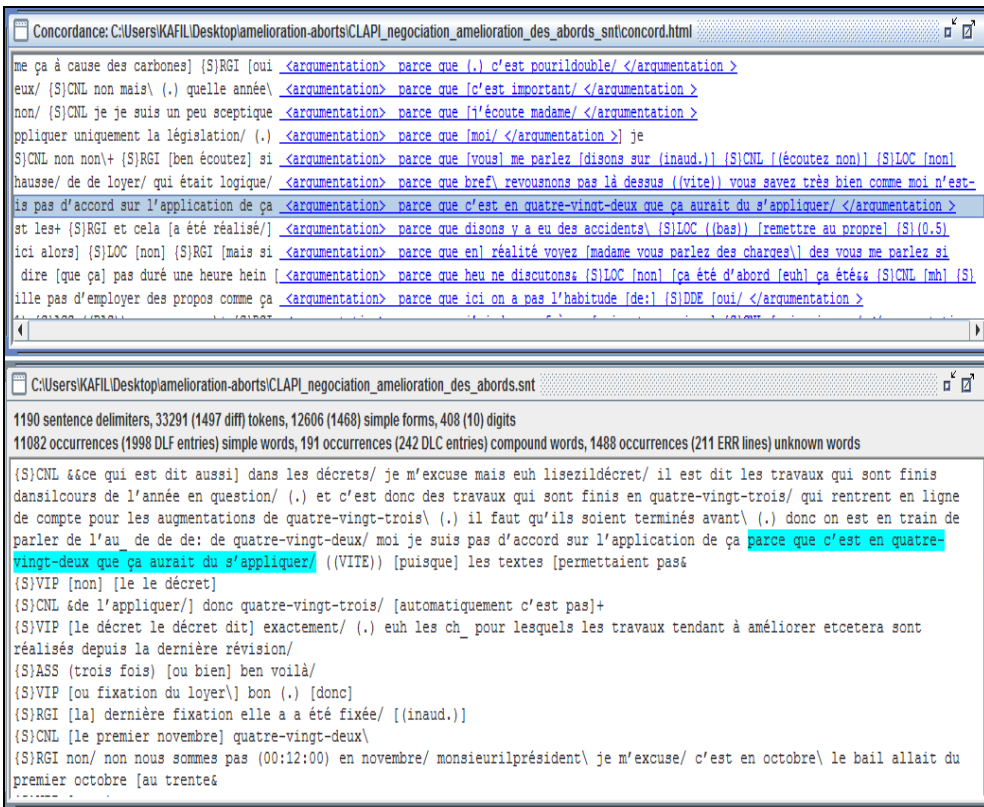 Concordance: C:\Users\KAFIL\Desktop\amelioration-aborts\CLAPI_negociation_amelioration_des_abords_snt\concord.html
me ça à cause des carbones] {S}RGI [oui <argumentation> parce que (.) c'est pourildouble/ </argumentation >
eux/ {S}CNL non mais\ (.) quelle année\ <argumentation> parce que [c'est important/ </argumentation >
non/ {S}CNL je je suis un peu sceptique <argumentation> parce que [j'écoute madame/ </argumentation >
ppliquer uniquement la législation/ (.) <argumentation> parce que [moi/ </argumentation >] je
S}CNL non non\+ {S}RGI [ben écoutez] si <argumentation> parce que [vous] me parlez [disons sur (inaud.)] {S}CNL [(écoutez non)] {S}LOC [non]
hausse/ de de loyer/ qui était logique/ <argumentation> parce que bref\ revousnons pas là dessus ((vite)) vous savez très bien comme moi n'est-
is pas d'accord sur l'application de ça <argumentation> parce que c'est en quatre-vingt-deux que ça aurait du s'appliquer/ </argumentation >
st les+ {S}RGI et cela [a été réalisé/] <argumentation> parce que disons y a eu des accidents\ {S}LOC ((bas)) [remettre au propre] {S}(0.5)
ici alors] {S}LOC [non] {S}RGI [mais si <argumentation> parce que en] réalité voyez [madame vous parlez des charges\] des vous me parlez si
dire [que ça] pas duré une heure hein [ <argumentation> parce que heu ne discutons& {S}LOC [non] [ça été d'abord [euh] ça été&& {S}CNL [mh] {S}
ille pas d'employer des propos comme ça <argumentation> parce que ici on a pas l'habitude [de:] {S}DDE [oui/ </argumentation >
C:\Users\KAFIL\Desktop\amelioration-aborts\CLAPI_negociation_amelioration_des_abords.snt
1190 sentence delimiters, 33291 (1497 diff) tokens, 12606 (1468) simple forms, 408 (10) digits
11082 occurrences (1998 DLF entries) simple words, 191 occurrences (242 DLC entries) compound words, 1488 occurrences (211 ERR lines) unknown words
{S}CNL &&ce qui est dit aussi] dans les décrets/ je m'excuse mais euh lisezildécret/ il est dit les travaux qui sont finis
dansilcours de l'année en question/ (.) et c'est donc des travaux qui sont finis en quatre-vingt-trois/ qui rentrent en ligne
de compte pour les augmentations de quatre-vingt-trois\ (.) il faut qu'ils soient terminés avant\ (.) donc on est en train de
parler de l'au_ de de de: de quatre-vingt-deux/ moi je suis pas d'accord sur l'application de ça parce que c'est en quatre-
vingt-deux que ça aurait du s'appliquer/ ((VITE)) [puisque] les textes [permettaient pas&
{S}VIP [non] [le le décret]
{S}CNL &de l'appliquer/] donc quatre-vingt-trois/ [automatiquement c'est pas]+
{S}VIP [le décret le décret dit] exactement/ (.) euh les ch_ pour lesquels les travaux tendant à améliorer etcetera sont
réalisés depuis la dernière révision/
{S}ASS (trois fois) [ou bien] ben voilà/
{S}VIP [ou fixation du loyer\] bon (.) [donc]
{S}RGI [la] dernière fixation elle a a été fixée/ [(inaud.)]
{S}CNL [le premier novembre] quatre-vingt-deux\
{S}RGI non/ non nous sommes pas (00:12:00) en novembre/ monsieurilprésident\ je m'excuse/ c'est en octobre\ le bail allait du
premier octobre [au trente&